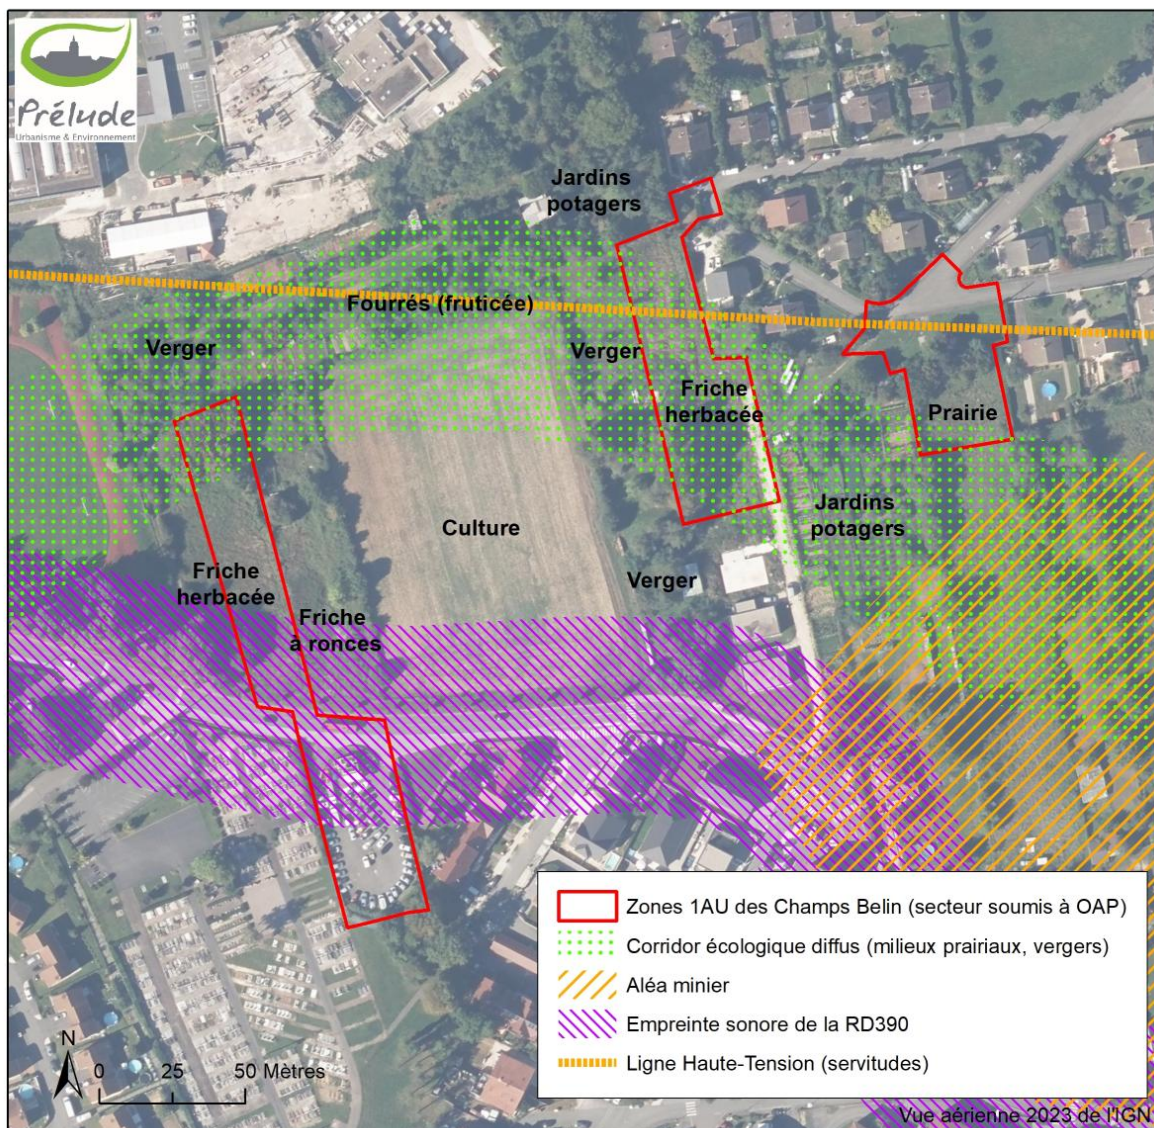 Prélude
Urbanisme & Environnement
Jardins
potagers
Fourrés (fruticée)
Verger
Verger
Friche
herbacée
Prairie
Culture
Jardins
potagers
Friche
herbacée
Verger
Friche
à ronces
Zones 1AU des Champs Belin (secteur soumis à OAP)
Corridor écologique diffus (milieux prairiaux, vergers)
Aléa minier
Empreinte sonore de la RD390
Ligne Haute-Tension (servitudes)
N
0 25 50 Mètres
Vue aérienne 2023 de l'IGN